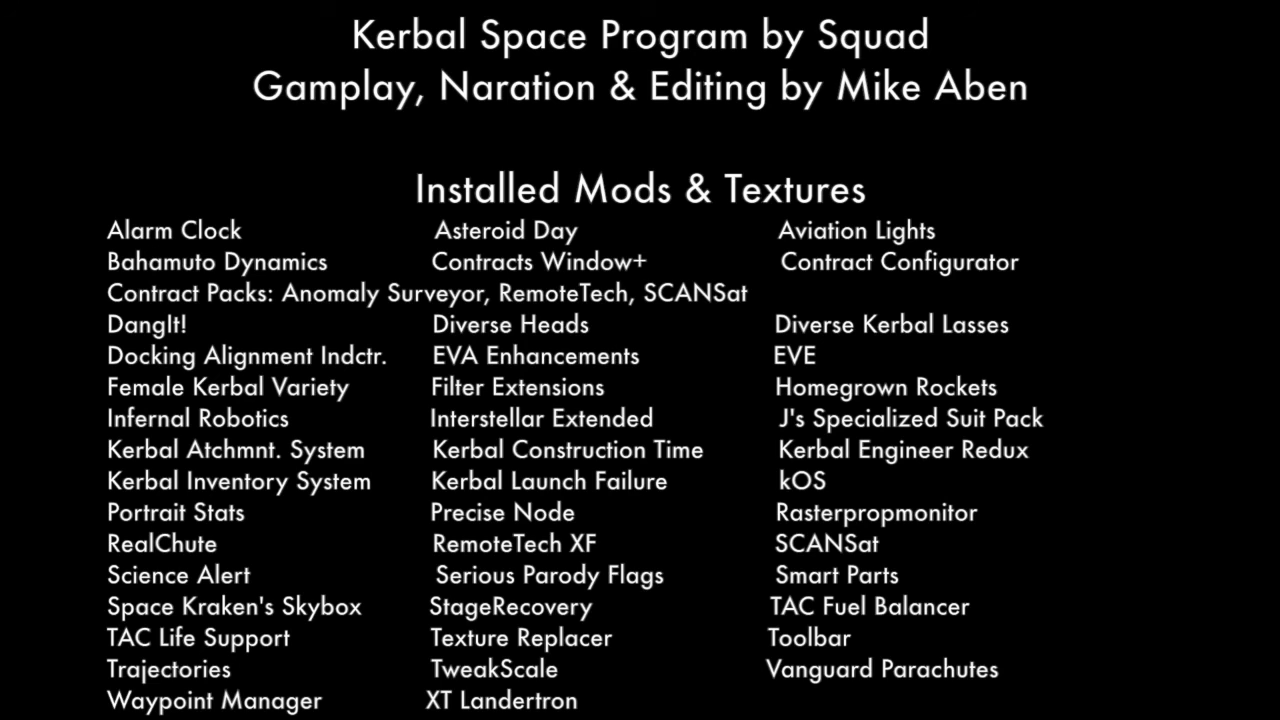 Kerbal Space Program by Squad
Gamplay, Naration & Editing by Mike Aben
Installed Mods & Textures
Alarm Clock Asteroid Day Aviation Lights
Bahamuto Dynamics Contracts Window+ Contract Configurator
Contract Packs: Anomaly Surveyor, RemoteTech, SCANSat
DangIt! Diverse Heads Diverse Kerbal Lasses
Docking Alignment Indctr. EVA Enhancements EVE
Female Kerbal Variety Filter Extensions Homegrown Rockets
Infernal Robotics Interstellar Extended J's Specialized Suit Pack
Kerbal Atchmnt. System Kerbal Construction Time Kerbal Engineer Redux
Kerbal Inventory System Kerbal Launch Failure kOS
Portrait Stats Precise Node Rasterpropmonitor
RealChute RemoteTech XF SCANSat
Science Alert Serious Parody Flags Smart Parts
Space Kraken's Skybox StageRecovery TAC Fuel Balancer
TAC Life Support Texture Replacer Toolbar
Trajectories TweakScale Vanguard Parachutes
Waypoint Manager XT Landertron